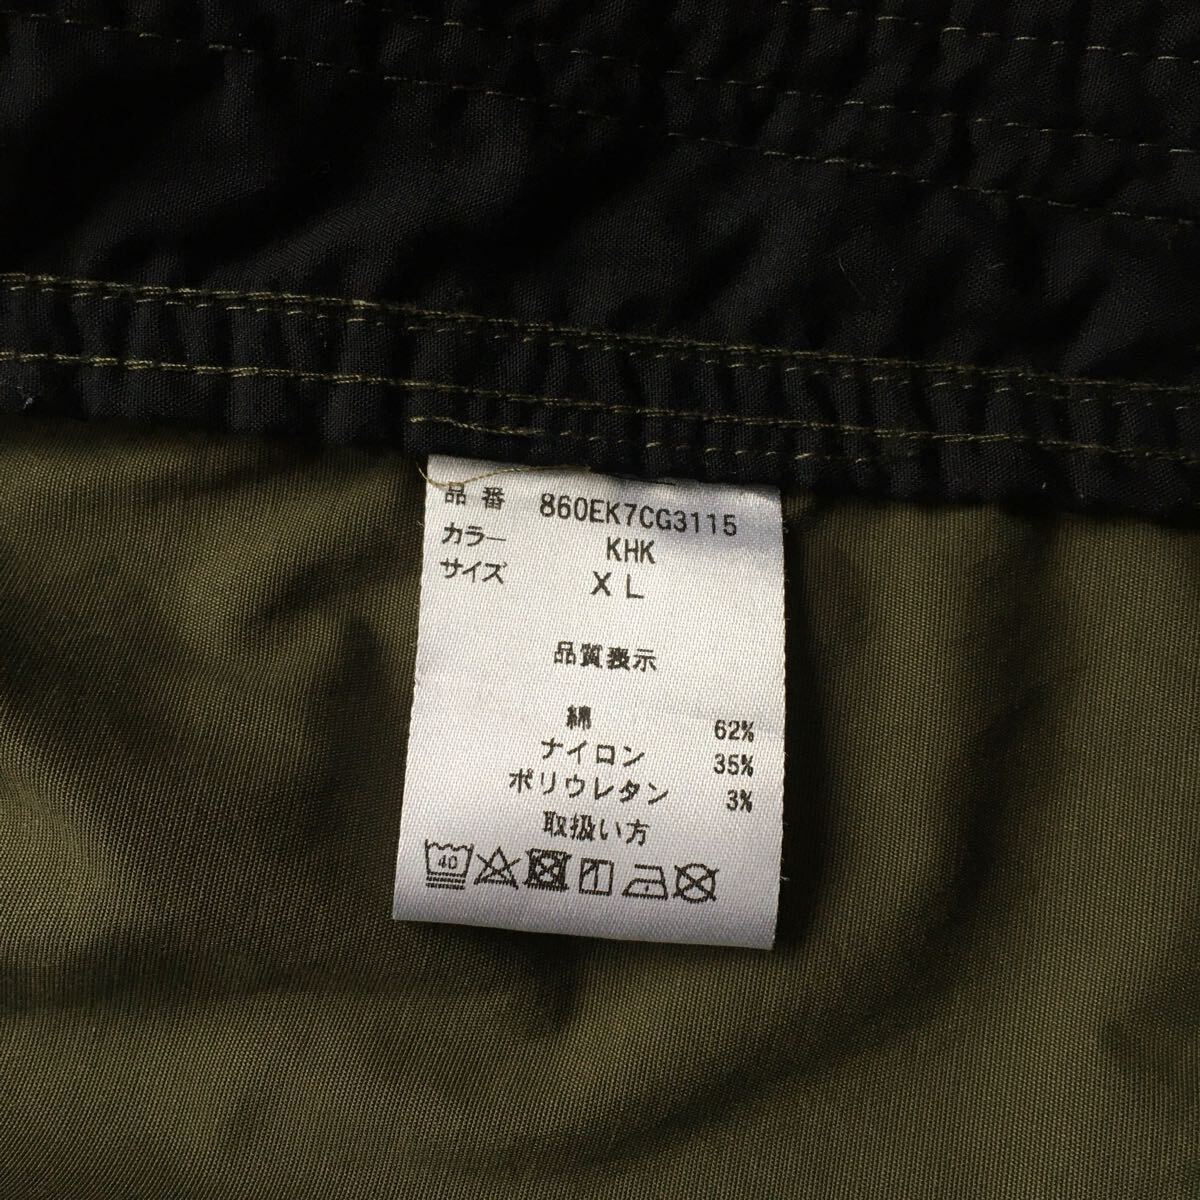 品番 860EK7CG3115
カラー KHK
サイズ XL
品質表示
綿 62%
ナイロン 35%
ポリウレタン 3%
取扱い方
40